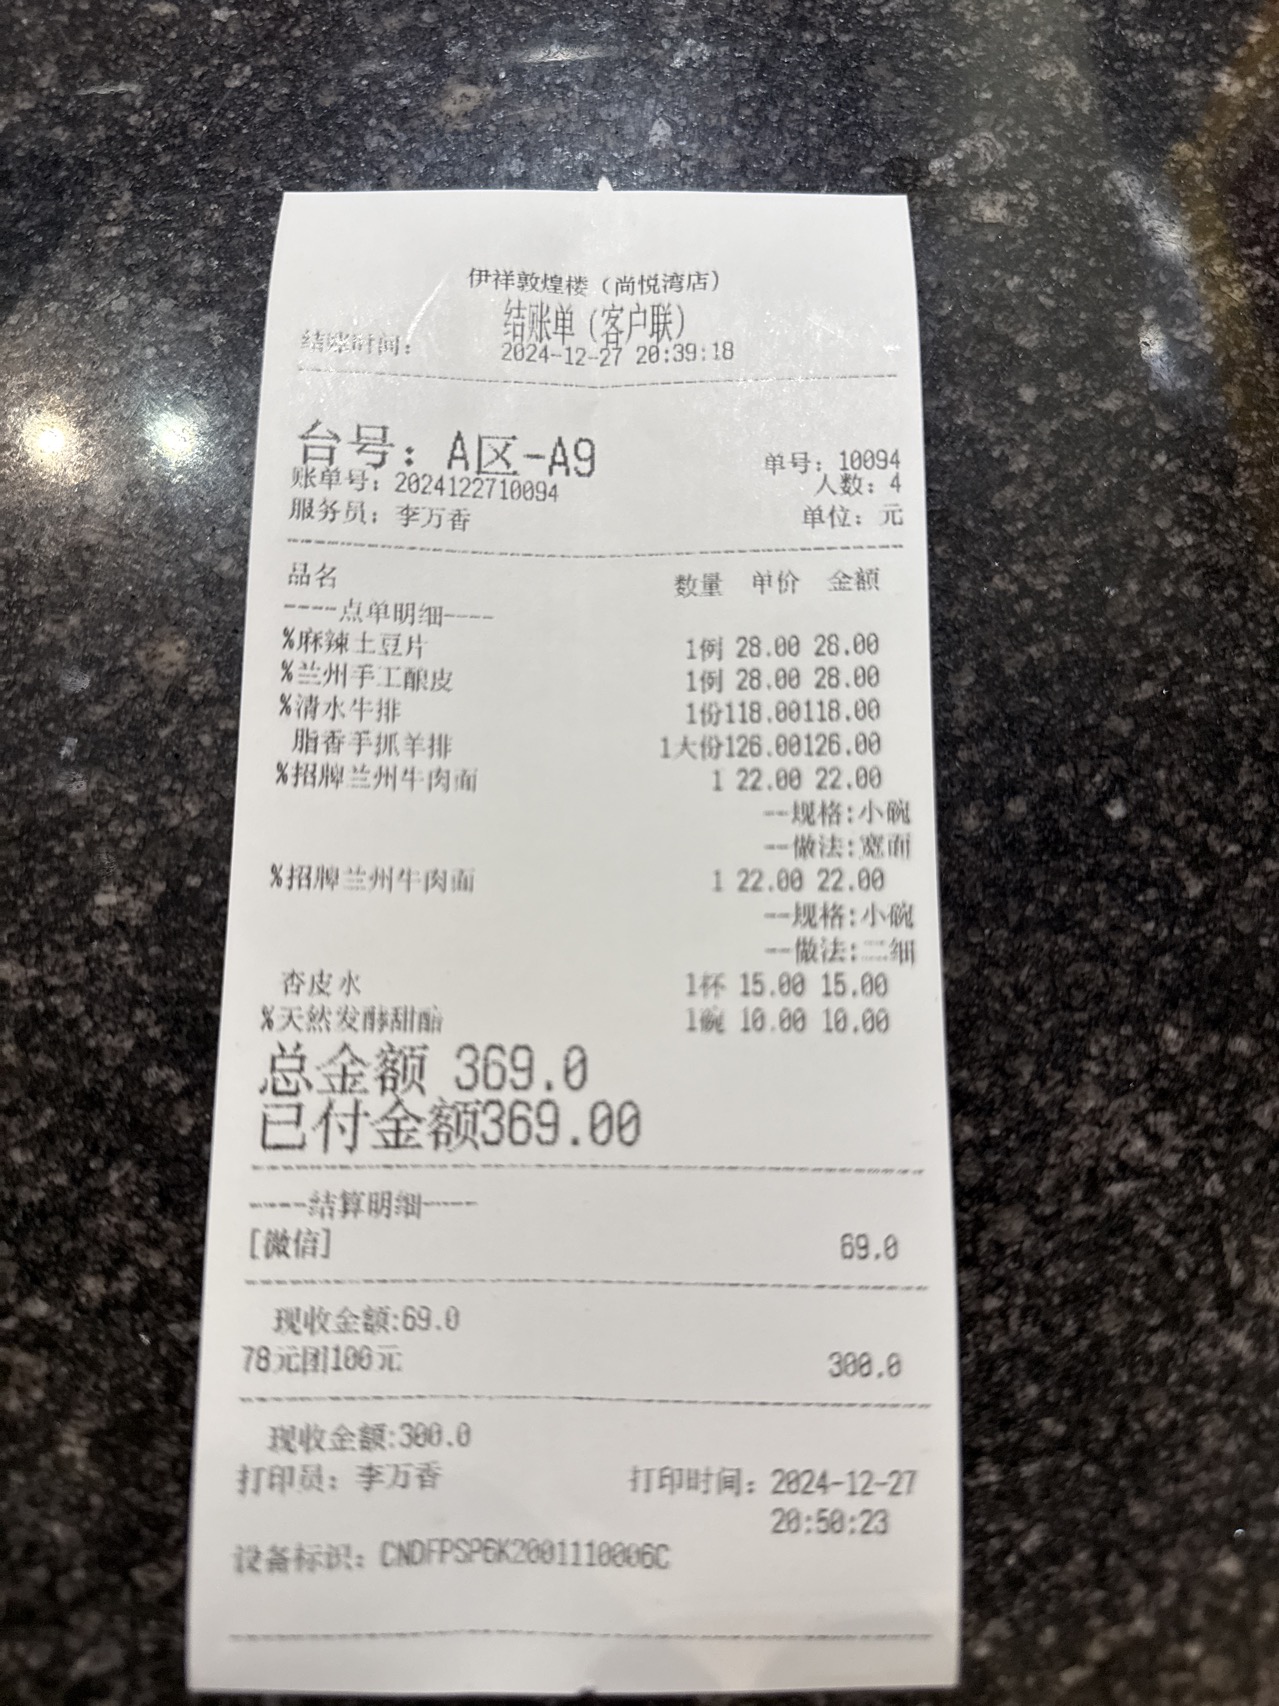 伊祥敦煌楼（尚悦湾店）
结账单（客户联）
结账时间： 2024-12-27 20:39:18
台号：A区-A9 单号：10094
账单号：2024122710094 人数：4
服务员：李万香 单位：元
品名 数量 单价 金额
----点单明细----
%麻辣土豆片 1例 28.00 28.00
%兰州手工酿皮 1例 28.00 28.00
%清水牛排 1份118.00118.00
脂香手抓羊排 1大份126.00126.00
%招牌兰州牛肉面 1 22.00 22.00
--规格:小碗
--做法:宽面
%招牌兰州牛肉面 1 22.00 22.00
--规格:小碗
--做法:二细
杏皮水 1杯 15.00 15.00
%天然发酵甜醅 1碗 10.00 10.00
总金额 369.0
已付金额369.00
----结算明细----
[微信] 69.0
现收金额:69.0
78元团100元 300.0
现收金额:300.0
打印员：李万香 打印时间：2024-12-27
20:50:23
设备标识：CNDFPSP6K2001110006C